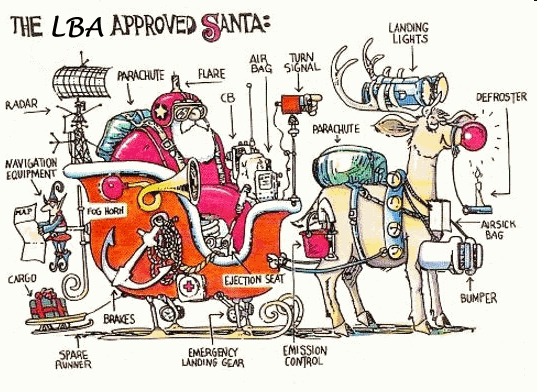 THE LBA APPROVED SANTA:
LANDING
LIGHTS
AIR
BAG
TURN
SIGNAL
PARACHUTE
FLARE
RADAR
CB
DEFROSTER
PARACHUTE
NAVIGATION
EQUIPMENT
MAP
FOG HORN
AIRSICK
BAG
CARGO
EJECTION SEAT
BUMPER
BRAKES
SPARE
RUNNER
EMERGENCY
LANDING GEAR
EMISSION
CONTROL